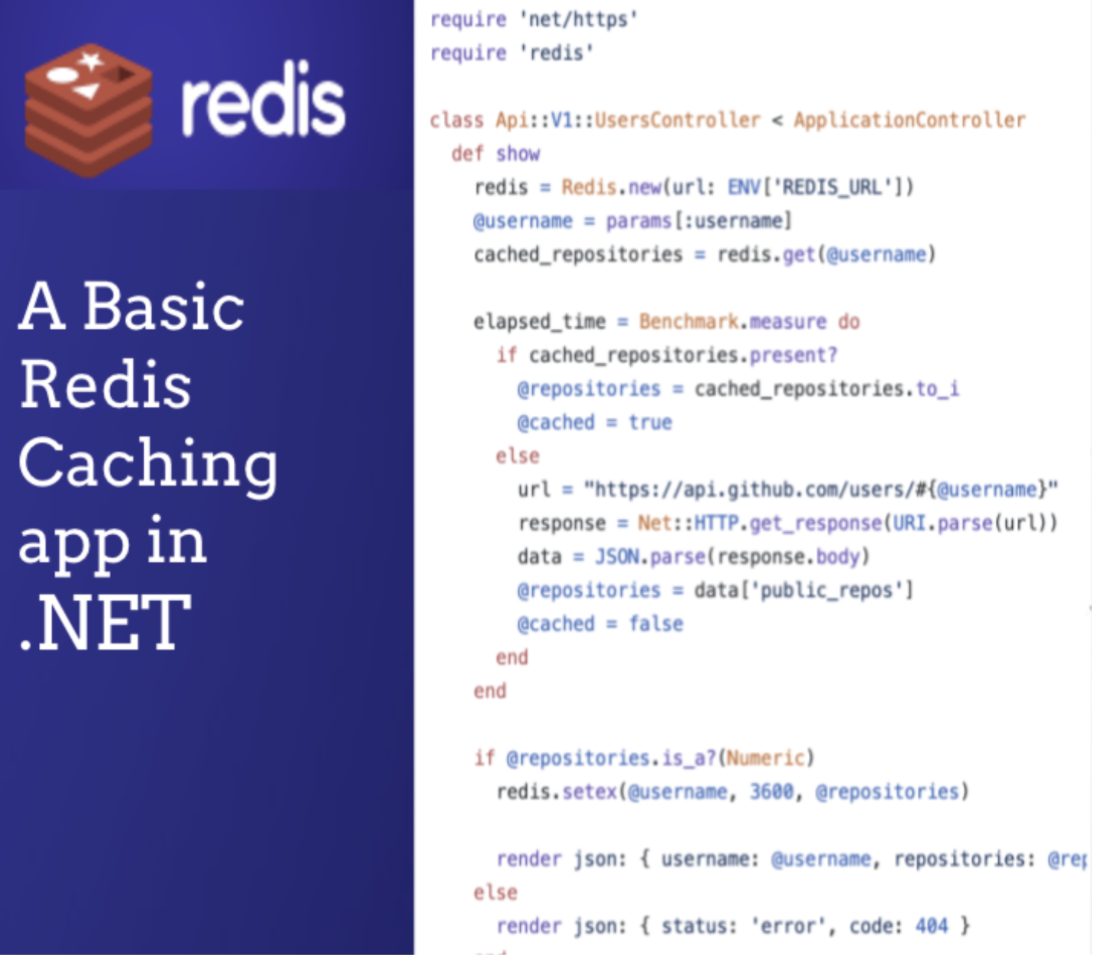 redis
A Basic
Redis
Caching
app in
.NET
require 'net/https'
require 'redis'
class Api::V1::UsersController < ApplicationController
def show
redis = Redis.new(url: ENV['REDIS_URL'])
@username = params[:username]
cached_repositories = redis.get(@username)
elapsed_time = Benchmark.measure do
if cached_repositories.present?
@repositories = cached_repositories.to_i
@cached = true
else
url = "https://api.github.com/users/#{@username}"
response = Net::HTTP.get_response(URI.parse(url))
data = JSON.parse(response.body)
@repositories = data['public_repos']
@cached = false
end
end
if @repositories.is_a?(Numeric)
redis.setex(@username, 3600, @repositories)
render json: { username: @username, repositories: @rep
else
render json: { status: 'error', code: 404 }